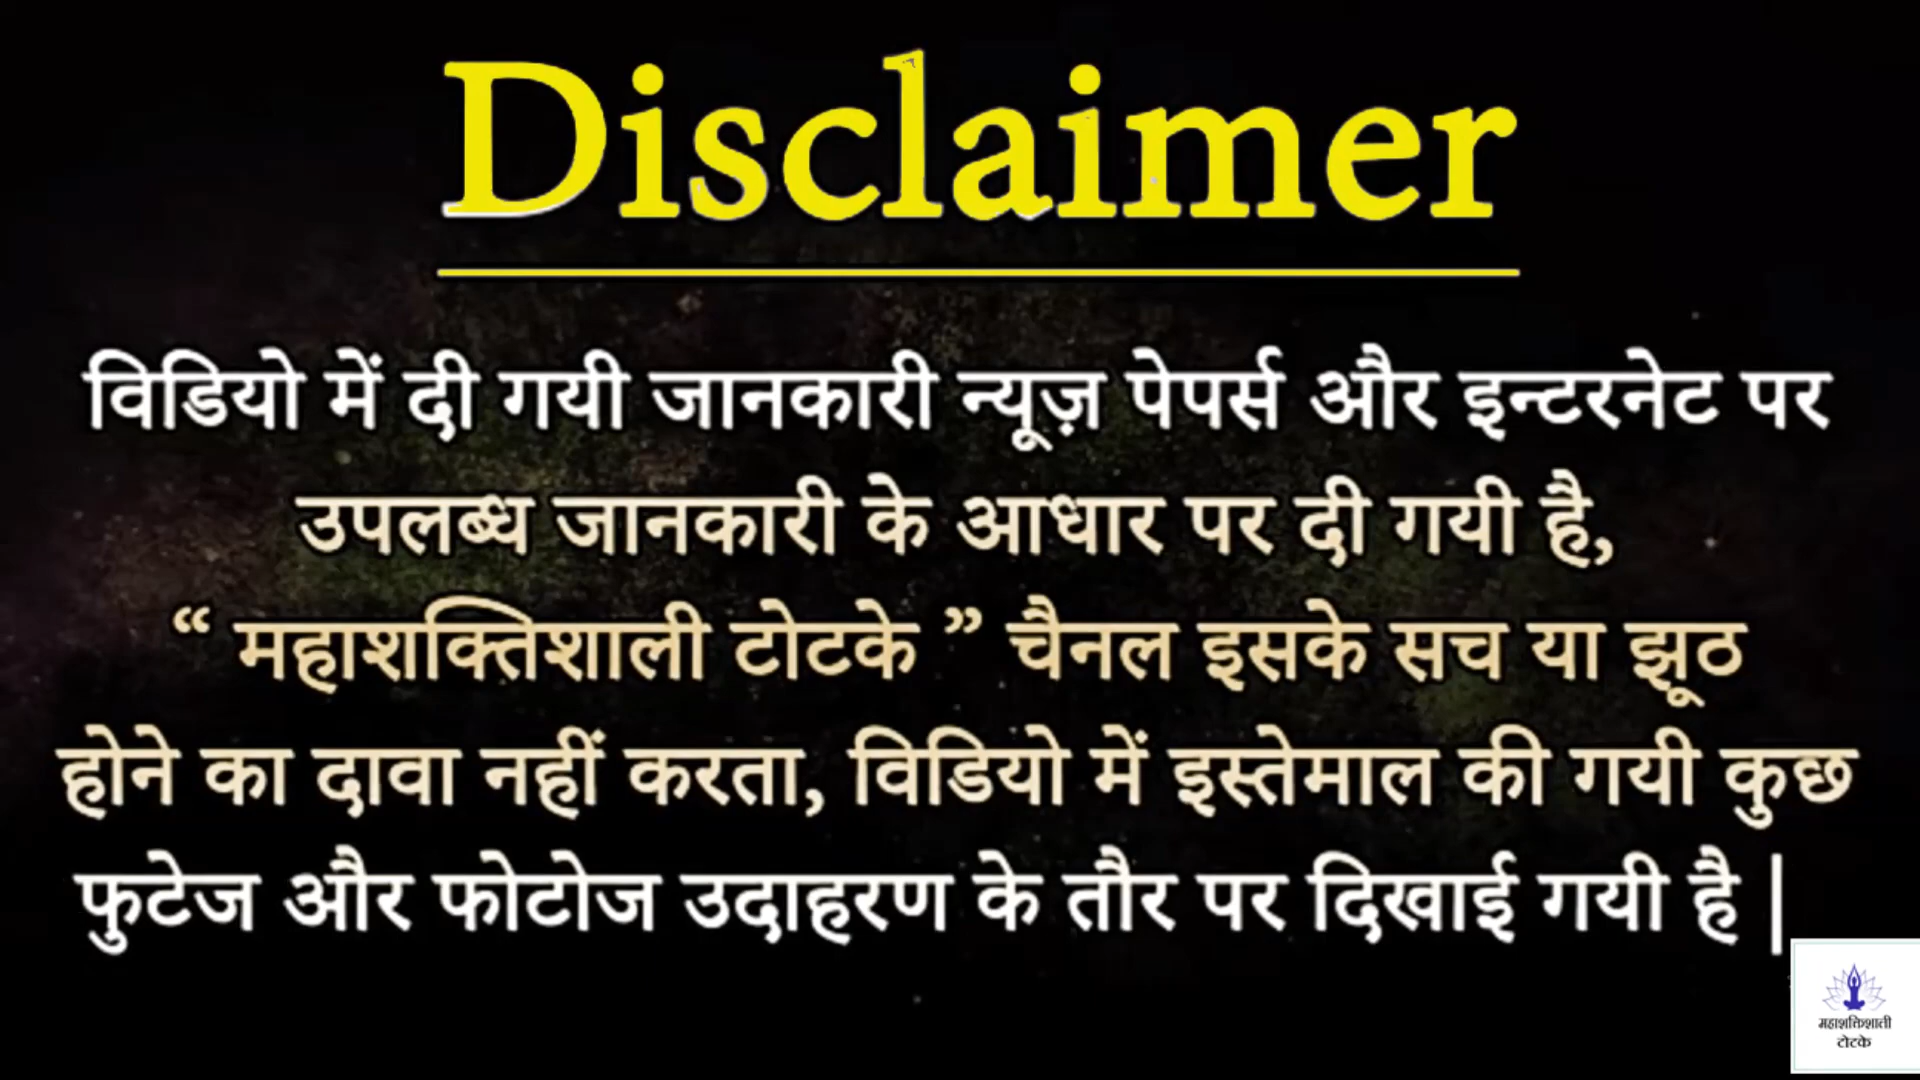 Disclaimer
विडियो में दी गयी जानकारी न्यूज़ पेपर्स और इन्टरनेट पर
उपलब्ध जानकारी के आधार पर दी गयी है,
“ महाशक्तिशाली टोटके ” चैनल इसके सच या झूठ
होने का दावा नहीं करता, विडियो में इस्तेमाल की गयी कुछ
फुटेज और फोटोज उदाहरण के तौर पर दिखाई गयी है |
महाशक्तिशाली
टोटके